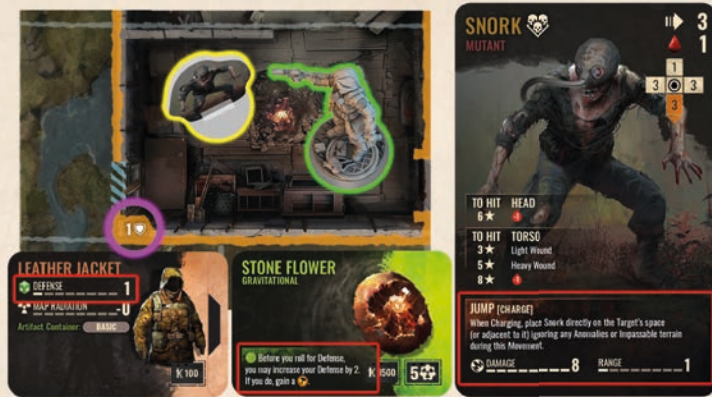 1
LEATHER JACKET
DEFENSE 1
MAP RADIATION -0
Artifact Container: BASIC
K 100
STONE FLOWER
GRAVITATIONAL
Before you roll for Defense,
you may increase your Defense by 2.
If you do, gain a
5
SNORK
MUTANT
3
1
1
3 3
3
TO HIT HEAD
6★ -1
TO HIT TORSO
3★ Light Wound
5★ Heavy Wound
8★
JUMP [CHARGE]
When Charging, place Snork directly on the Target's space
(or adjacent to it) ignoring any Anomalies or Impassable terrain
during this Movement.
DAMAGE 8 RANGE 1